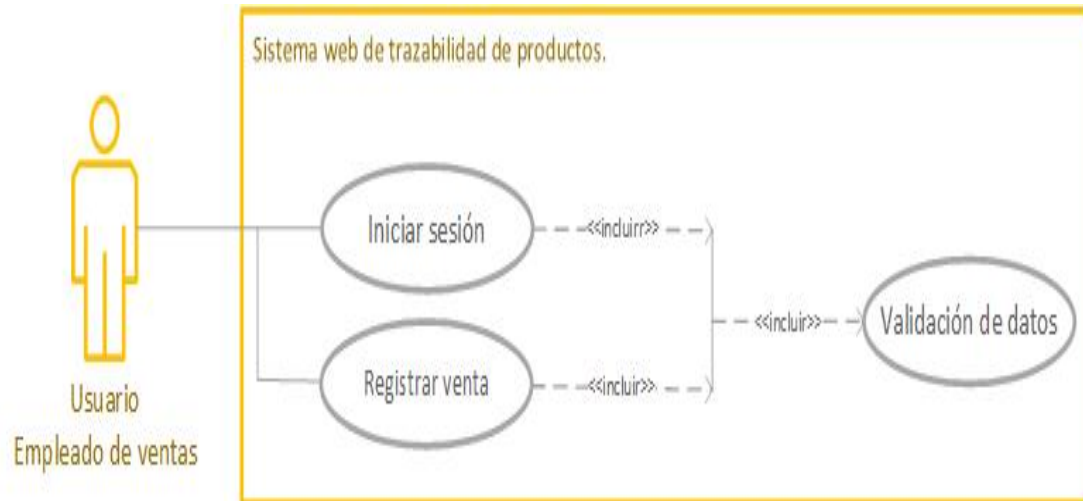 Sistema web de trazabilidad de productos.
Iniciar sesión
<<incluirr>>
<<incluir>>
Validación de datos
Registrar venta
<<incluir>>
Usuario
Empleado de ventas